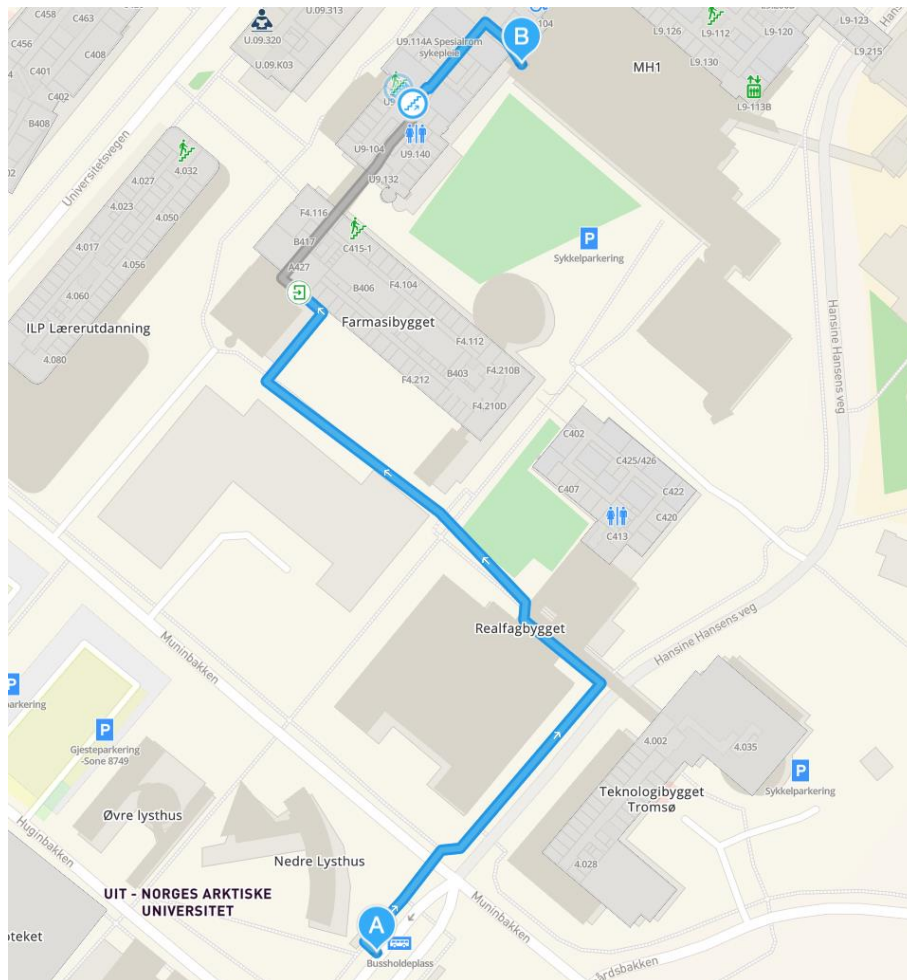 C456
C463
C454
C446
C401
C402
C408
B408
U.09.313
U.09.320
U.09.K03
U9.114A Spesialrom
sykepleie
104
B
L9-126
L9-112
L9-120
L9-123
L9.130
L9.215
L9-113B
MH1
U9-104
U9.140
U9.132
Universitetsvegen
4.032
4.027
4.023
4.050
4.017
4.056
4.060
4.080
ILP Lærerutdanning
F4.116
B417
C415-1
A427
B406
F4.104
Farmasibygget
F4.112
F4.212
B403
F4.210B
F4.210D
P
Sykkelparkering
Hansine Hansens veg
C402
C425/426
C407
C422
C420
C413
Realfagbygget
Hansine Hansens veg
Muninbakken
P
parkering
P
Gjesteparkering
-Sone 8749
Øvre lysthus
Huginbakken
Nedre Lysthus
UIT - NORGES ARKTISKE
UNIVERSITET
4.002
4.035
Teknologibygget
Tromsø
P
Sykkelparkering
4.028
A
Bussholdeplass
Muninbakken